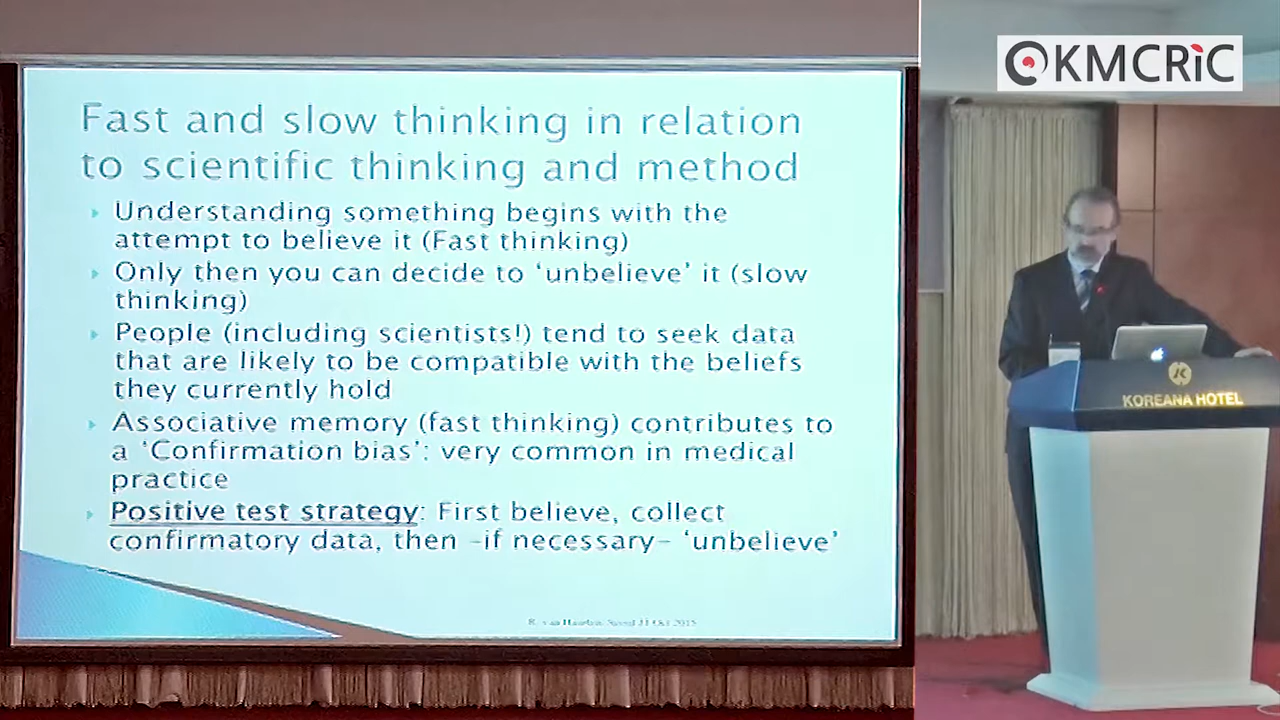 KMCRiC
Fast and slow thinking in relation
to scientific thinking and method
Understanding something begins with the
attempt to believe it (Fast thinking)
Only then you can decide to ‘unbelieve’ it (slow
thinking)
People (including scientists!) tend to seek data
that are likely to be compatible with the beliefs
they currently hold
Associative memory (fast thinking) contributes to
a ‘Confirmation bias’: very common in medical
practice
Positive test strategy: First believe, collect
confirmatory data, then –if necessary– ‘unbelieve’
2015
K
KOREANA HOTEL